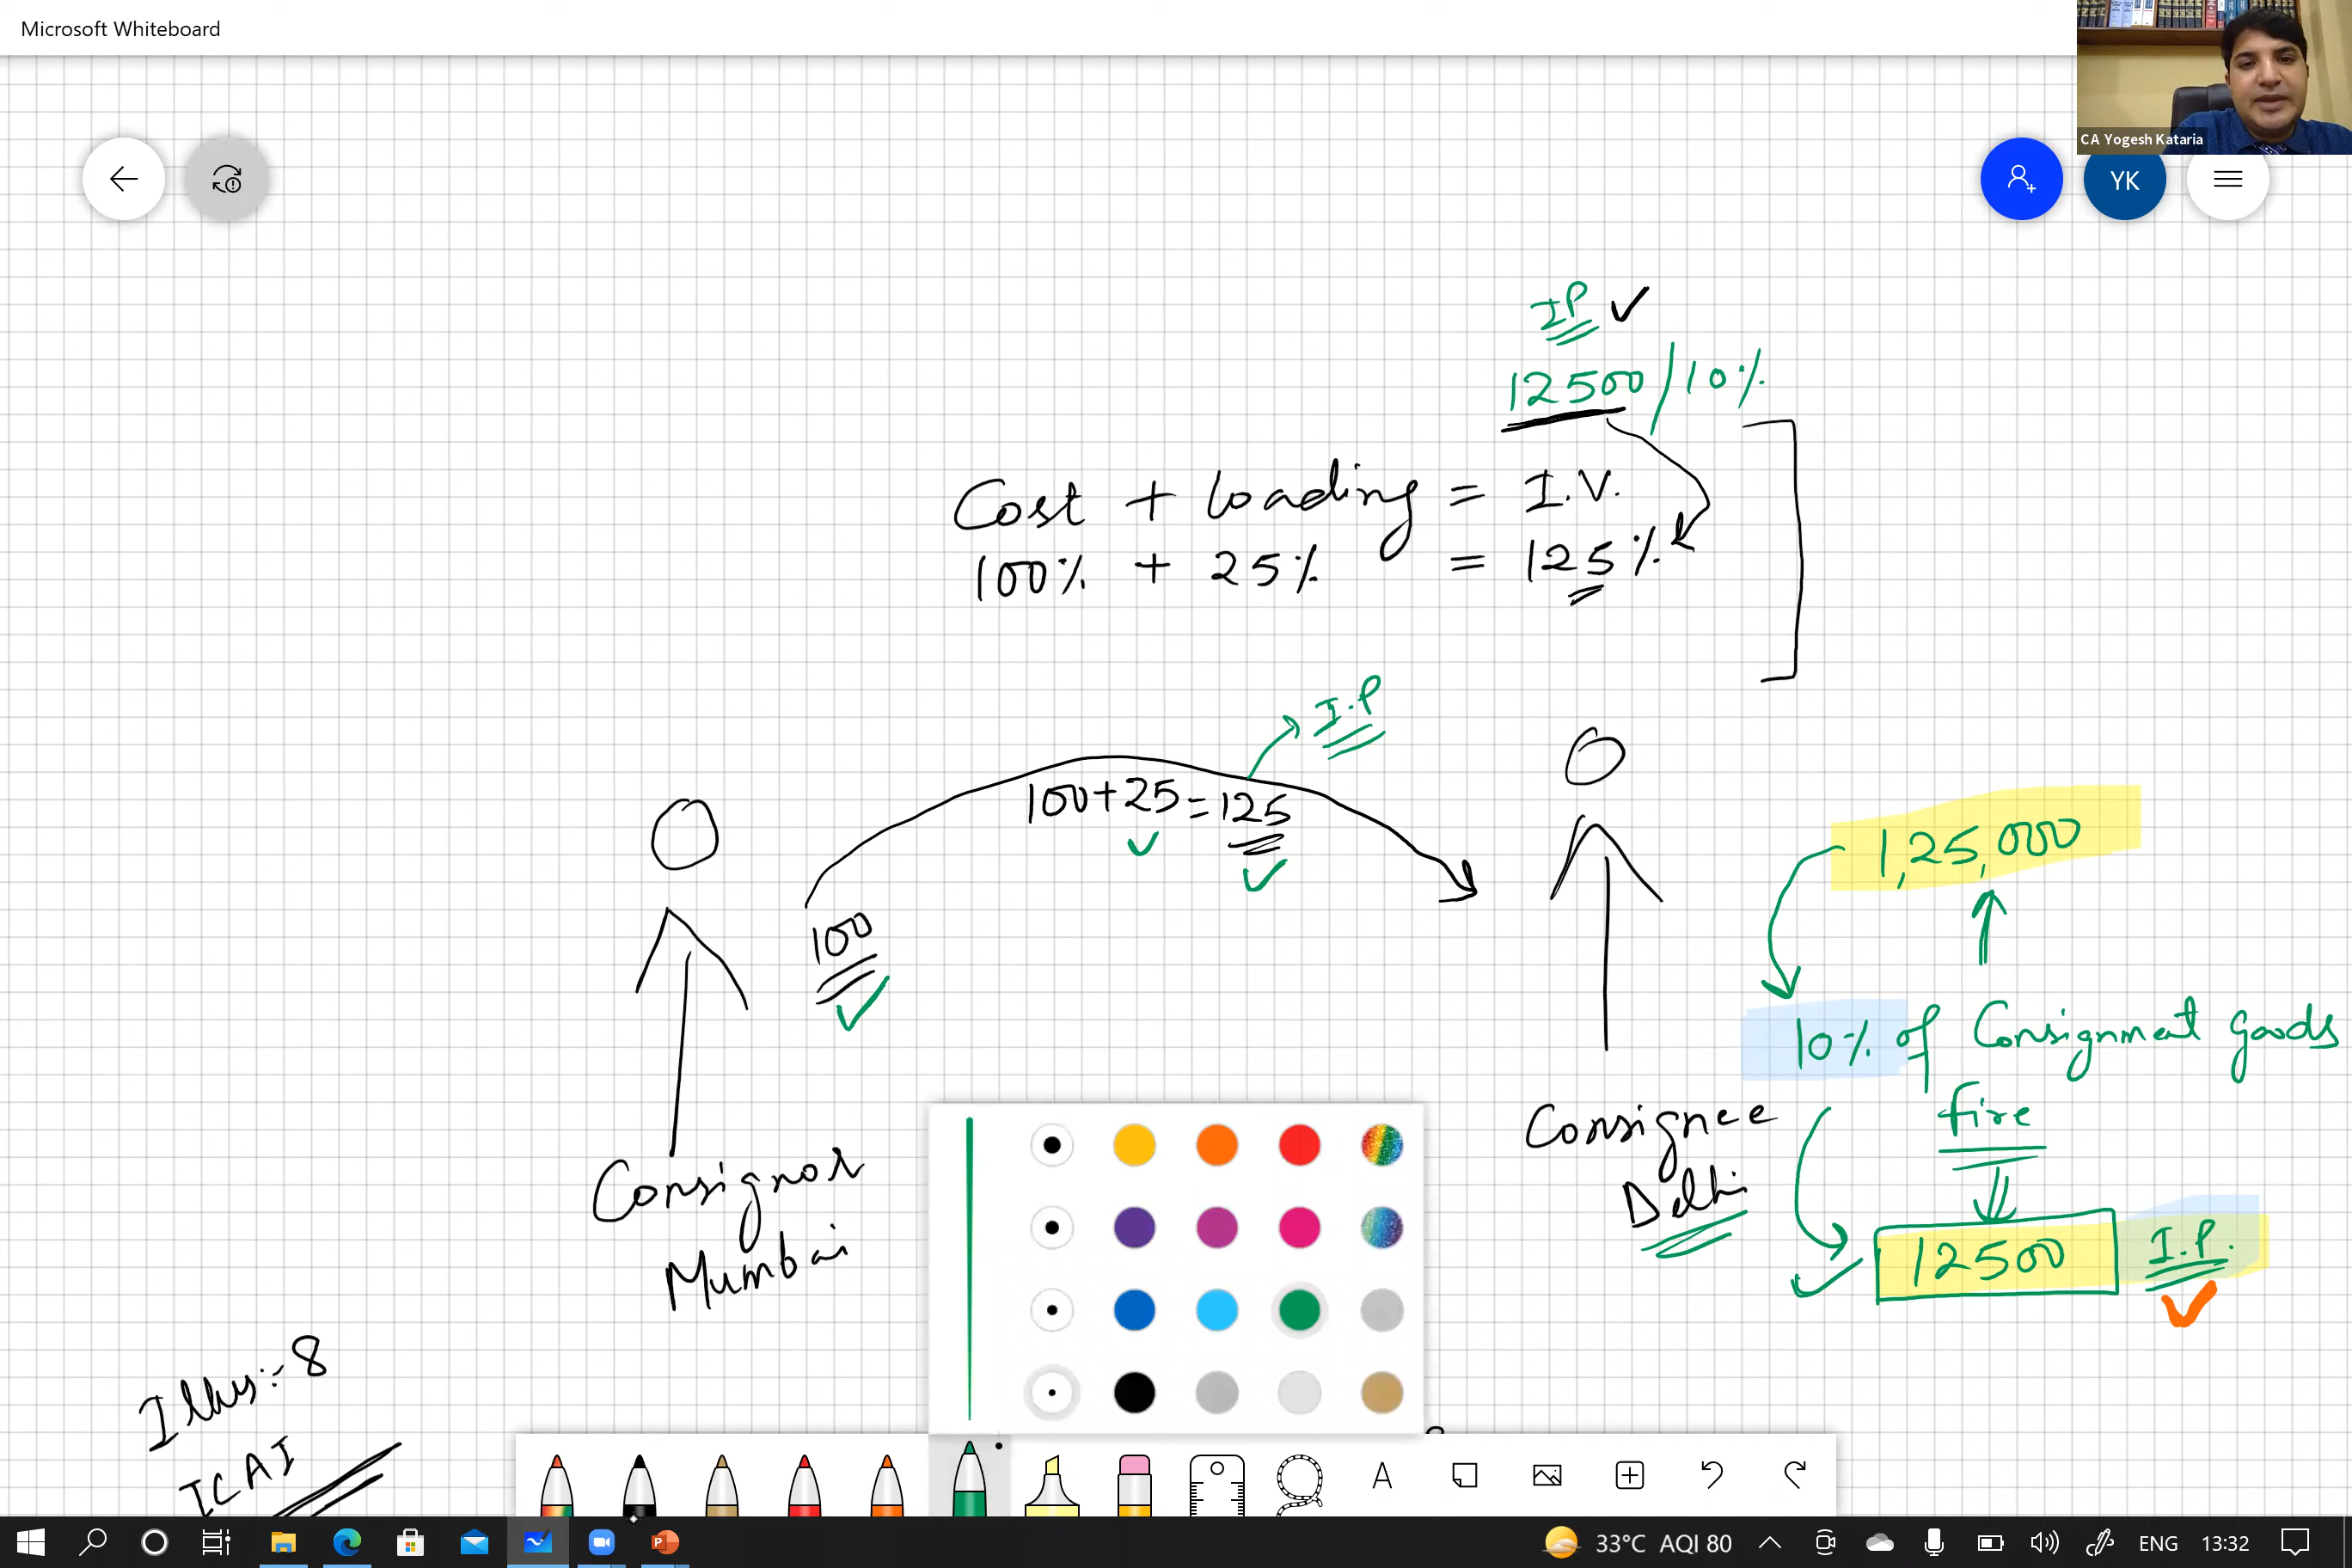 Microsoft Whiteboard
CA Yogesh Kataria
YK
IP
12500 / 10%
Cost + loading = I.V.
100% + 25% = 125%
I.P
100+25=125
100
1,25,000
10% of Consignment goods
fire
12500 I.P.
Consignee
Delhi
Consignor
Mumbai
Illus:-8
ICAI
A
33°C AQI 80
ENG
13:32